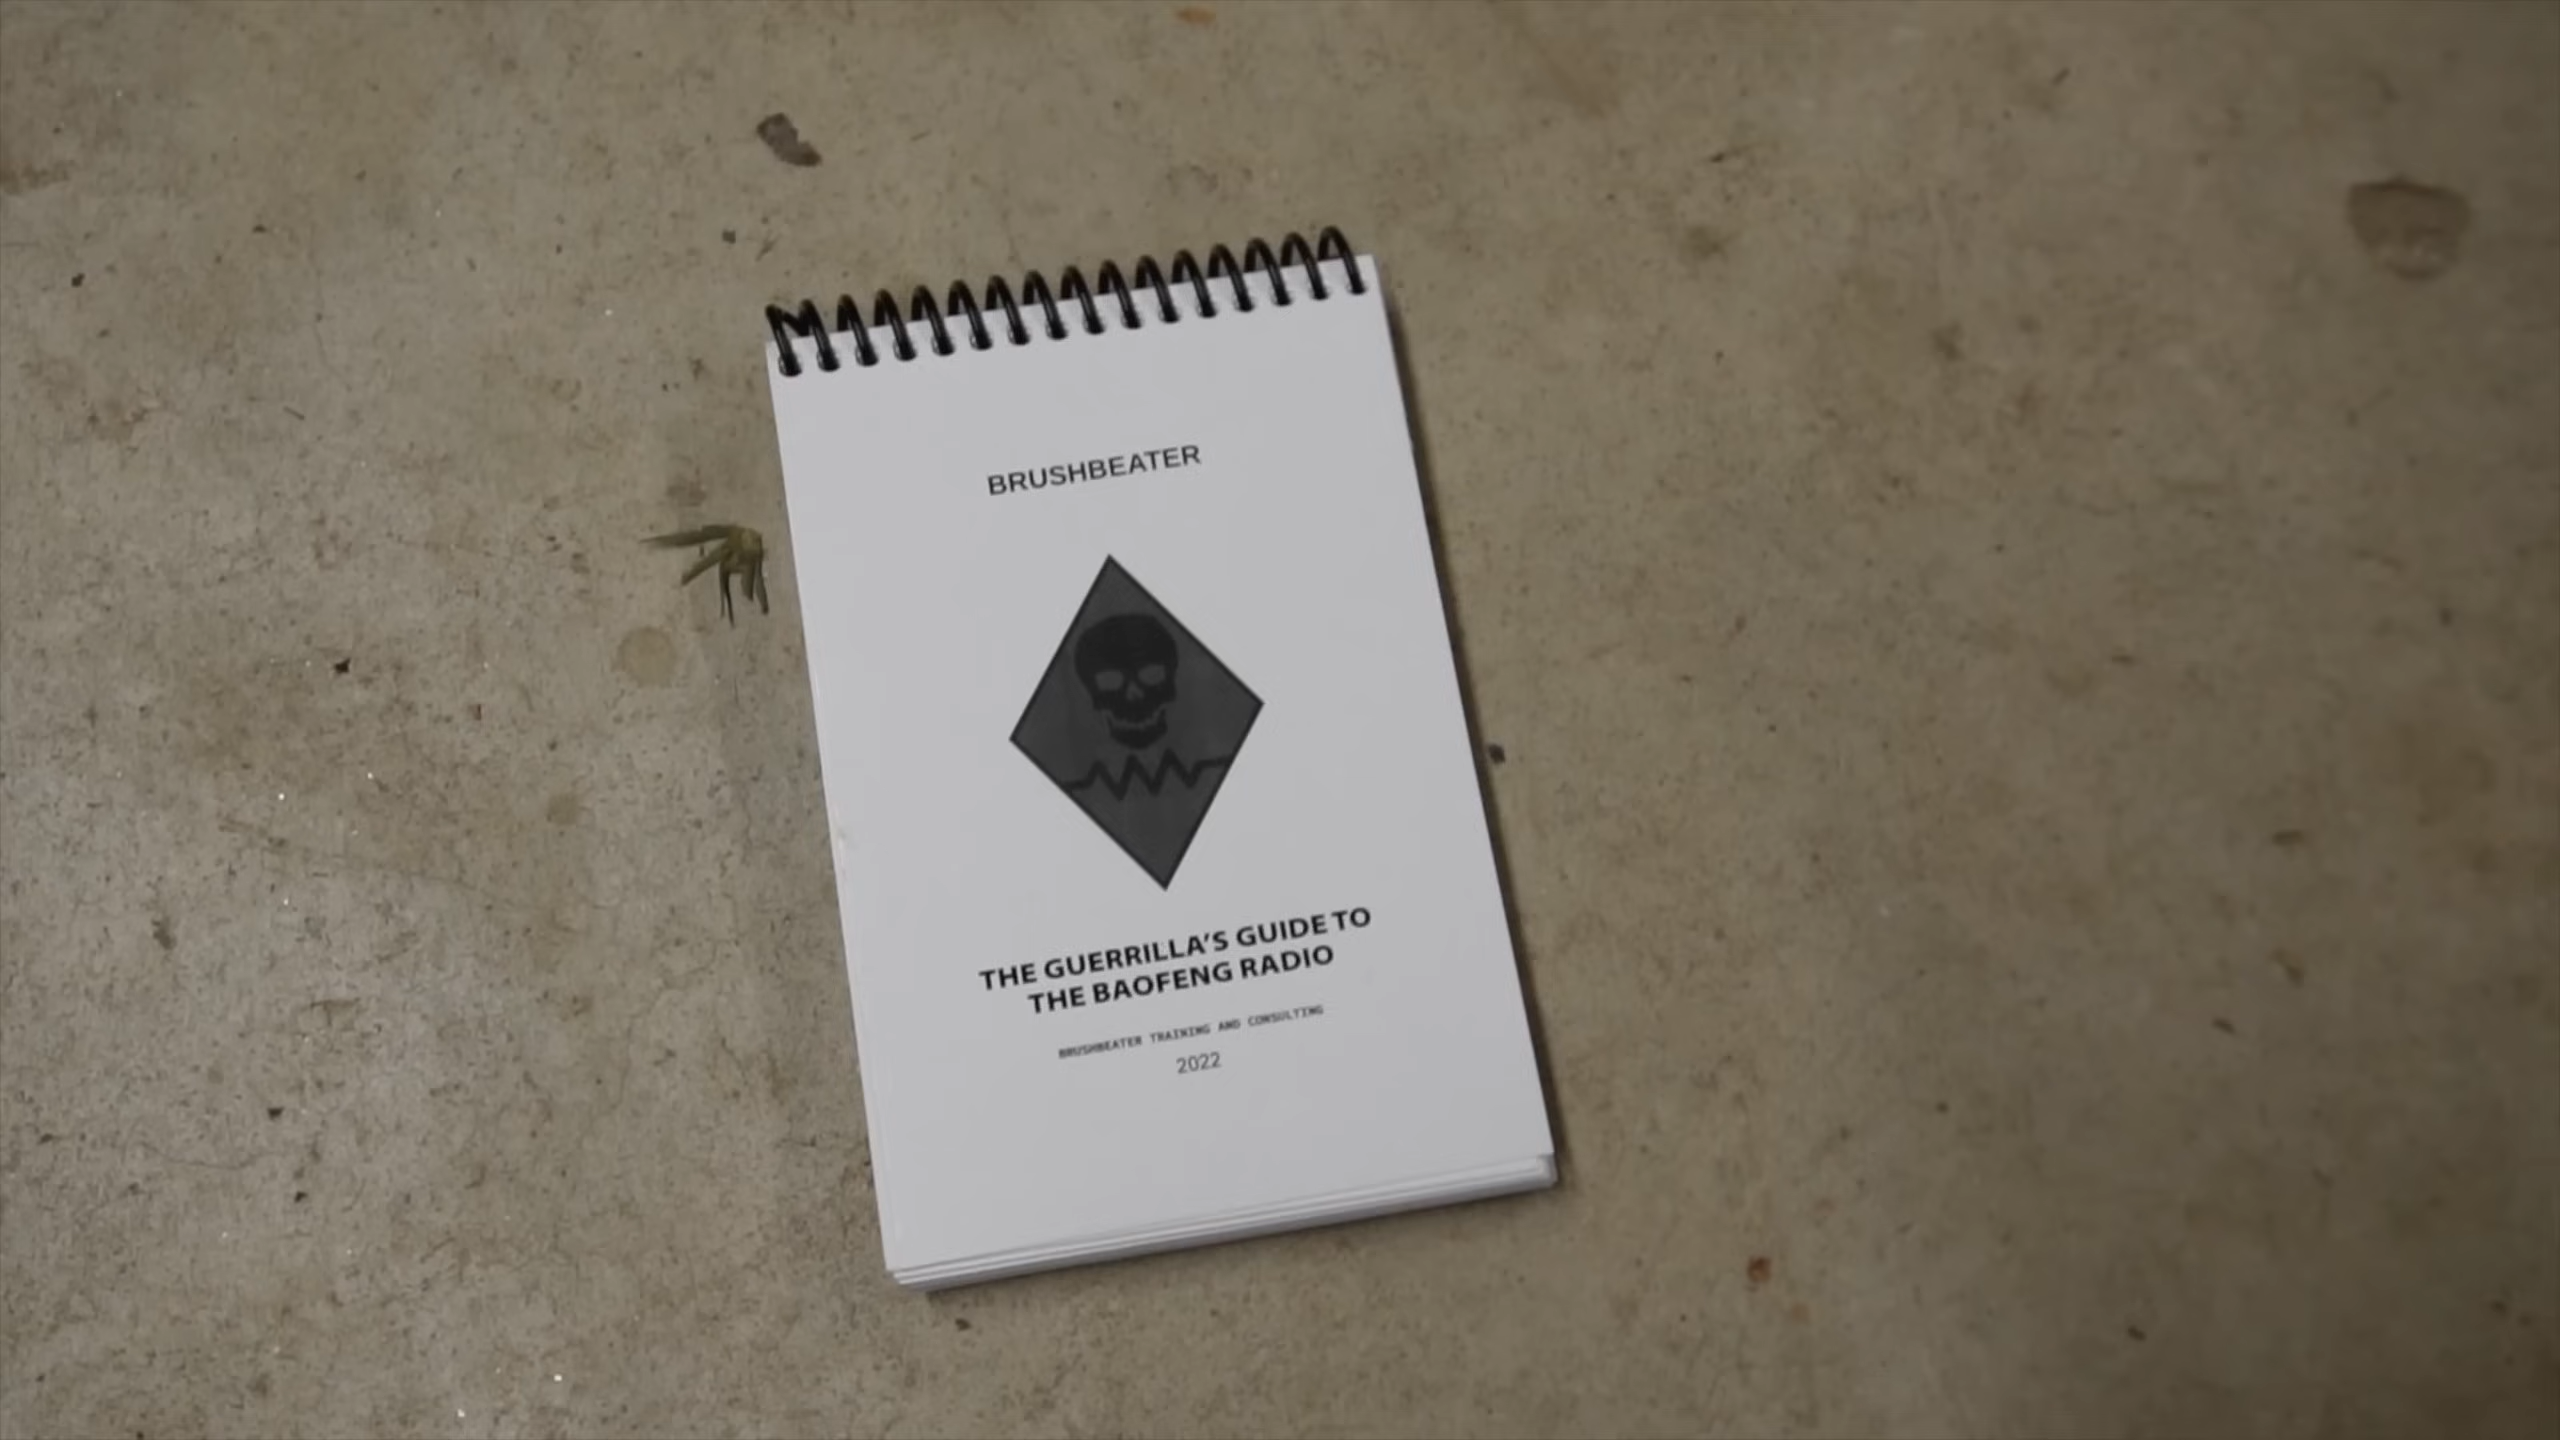 BRUSHBEATER
THE GUERRILLA'S GUIDE TO
THE BAOFENG RADIO
BRUSHBEATER TRAINING AND CONSULTING
2022